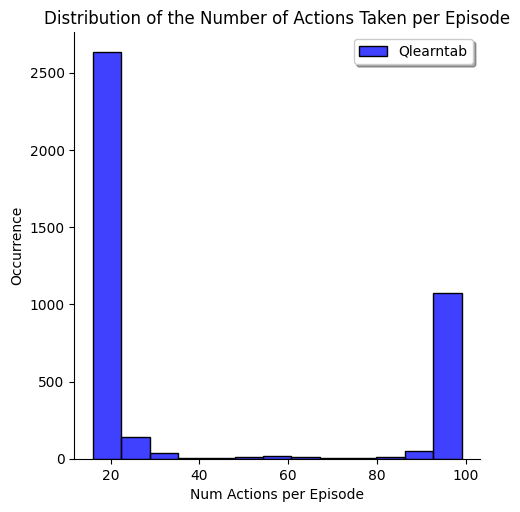 Distribution of the Number of Actions Taken per Episode
Qlearntab
2500
2000
1500
1000
500
0
Occurrence
20 40 60 80 100
Num Actions per Episode